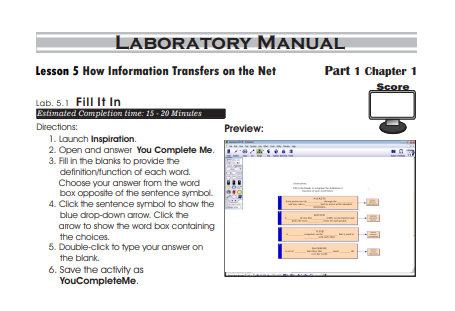 LABORATORY MANUAL
Lesson 5 How Information Transfers on the Net
Part 1 Chapter 1
Score
Lab. 5.1 Fill It In
Estimated Completion time: 15 - 20 Minutes
Directions:
1. Launch Inspiration.
2. Open and answer You Complete Me.
3. Fill in the blanks to provide the
definition/function of each word.
Choose your answer from the word
box opposite of the sentence symbol.
4. Click the sentence symbol to show the
blue drop-down arrow. Click the
arrow to show the word box containing
the choices.
5. Double-click to type your answer on
the blank.
6. Save the activity as
YouCompleteMe.
Preview: